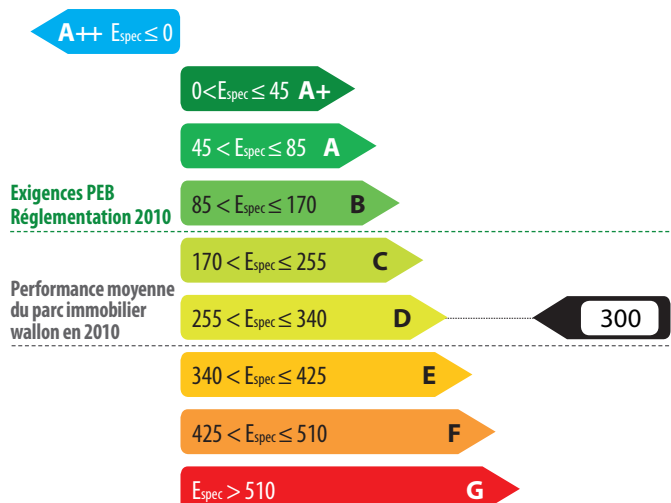 A++ Espec ≤ 0
0<Espec ≤ 45 A+
45 < Espec ≤ 85 A
Exigences PEB
Réglementation 2010
85 < Espec ≤ 170 B
170 < Espec ≤ 255 C
Performance moyenne
du parc immobilier
wallon en 2010
255 < Espec ≤ 340 D
300
340 < Espec ≤ 425 E
425 < Espec ≤ 510 F
Espec > 510 G